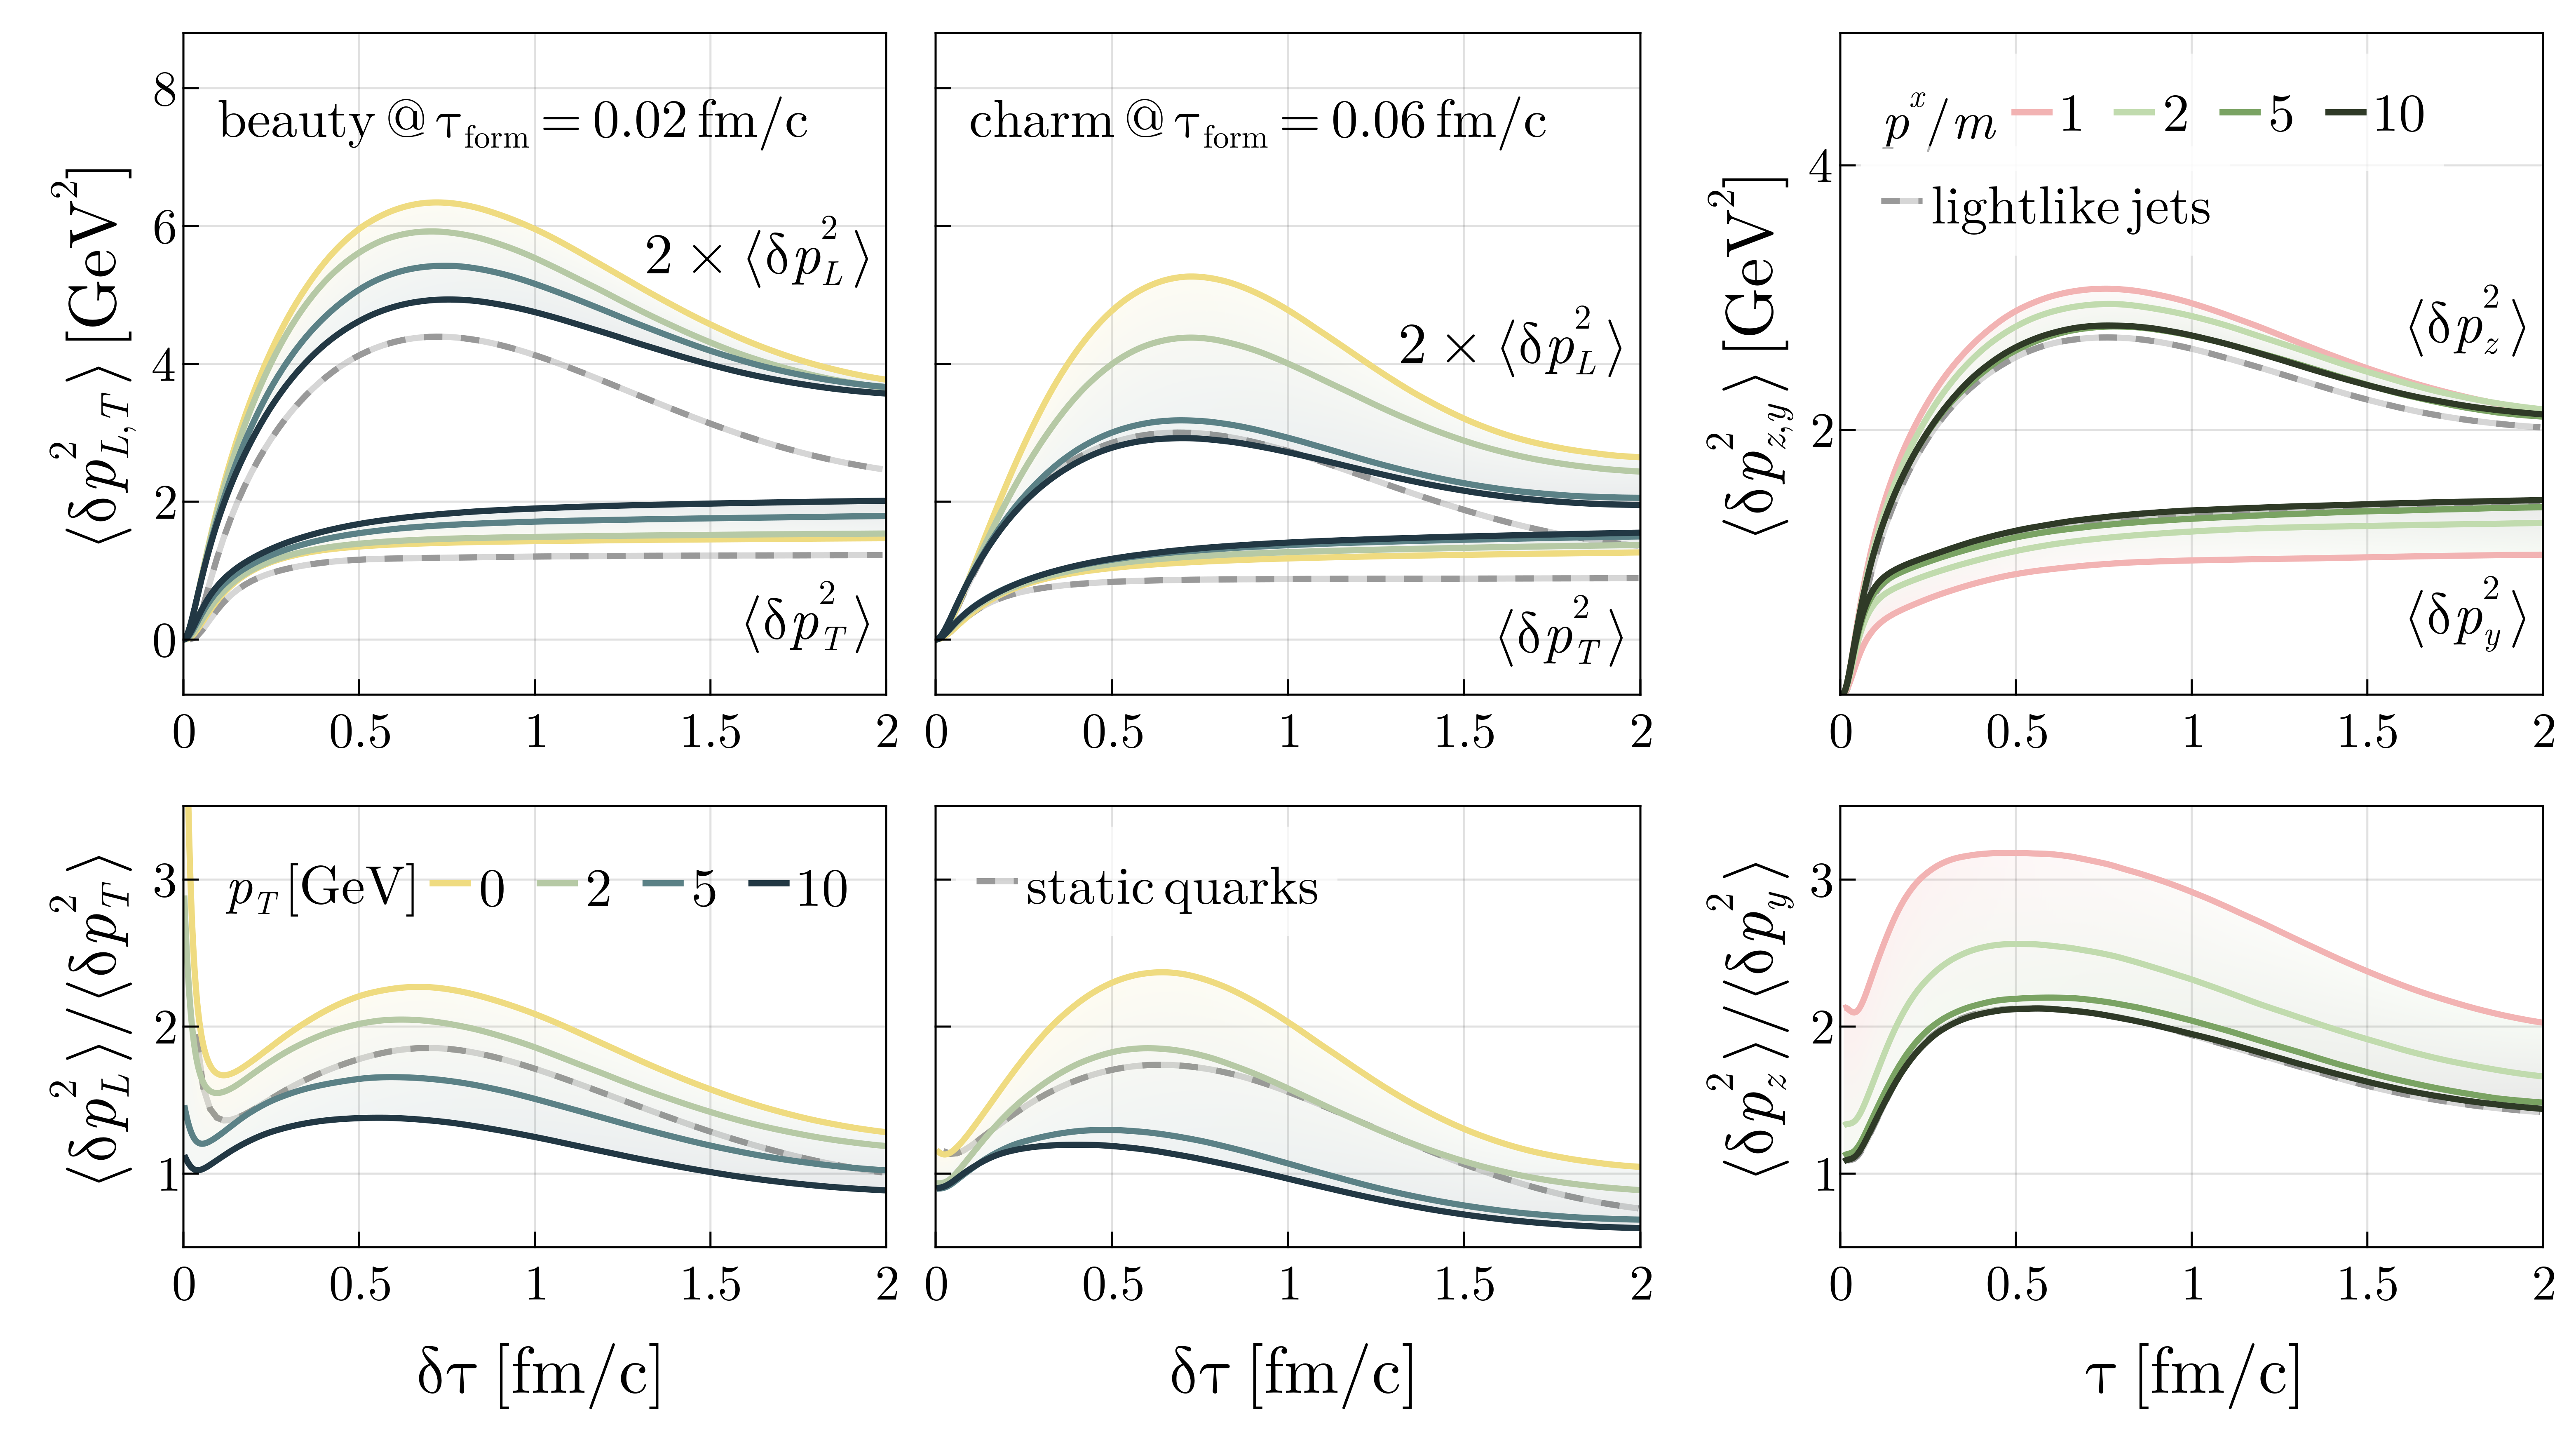 ⟨δp²_{L,T}⟩ [GeV²]
8
6
4
2
0
beauty @ τ_form = 0.02 fm/c
2 × ⟨δp²_L⟩
⟨δp²_T⟩
0 0.5 1 1.5 2
charm @ τ_form = 0.06 fm/c
2 × ⟨δp²_L⟩
⟨δp²_T⟩
0 0.5 1 1.5 2
⟨δp²_{z,y}⟩ [GeV²]
4
2
p^x/m 1 2 5 10
lightlike jets
⟨δp²_z⟩
⟨δp²_y⟩
0 0.5 1 1.5 2
⟨δp²_L⟩/⟨δp²_T⟩
3
2
1
p_T [GeV] 0 2 5 10
0 0.5 1 1.5 2
δτ [fm/c]
static quarks
0 0.5 1 1.5 2
δτ [fm/c]
⟨δp²_z⟩/⟨δp²_y⟩
3
2
1
0 0.5 1 1.5 2
τ [fm/c]